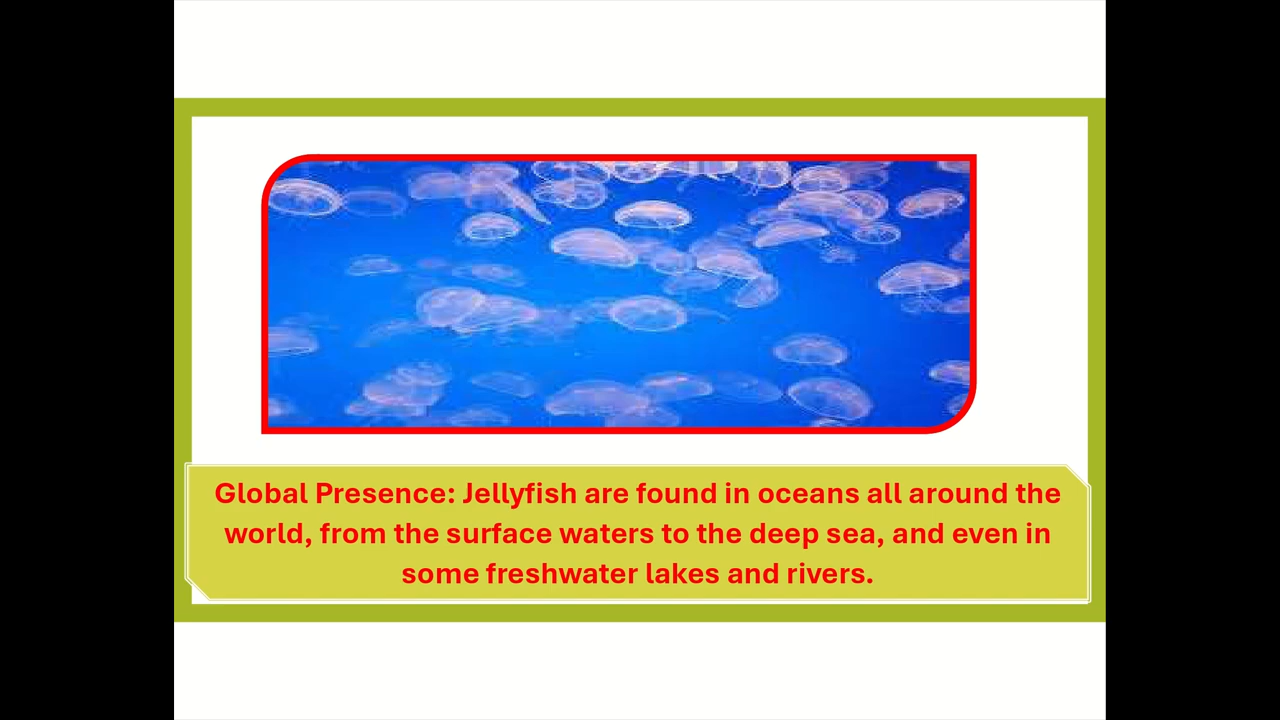 Global Presence: Jellyfish are found in oceans all around the
world, from the surface waters to the deep sea, and even in
some freshwater lakes and rivers.